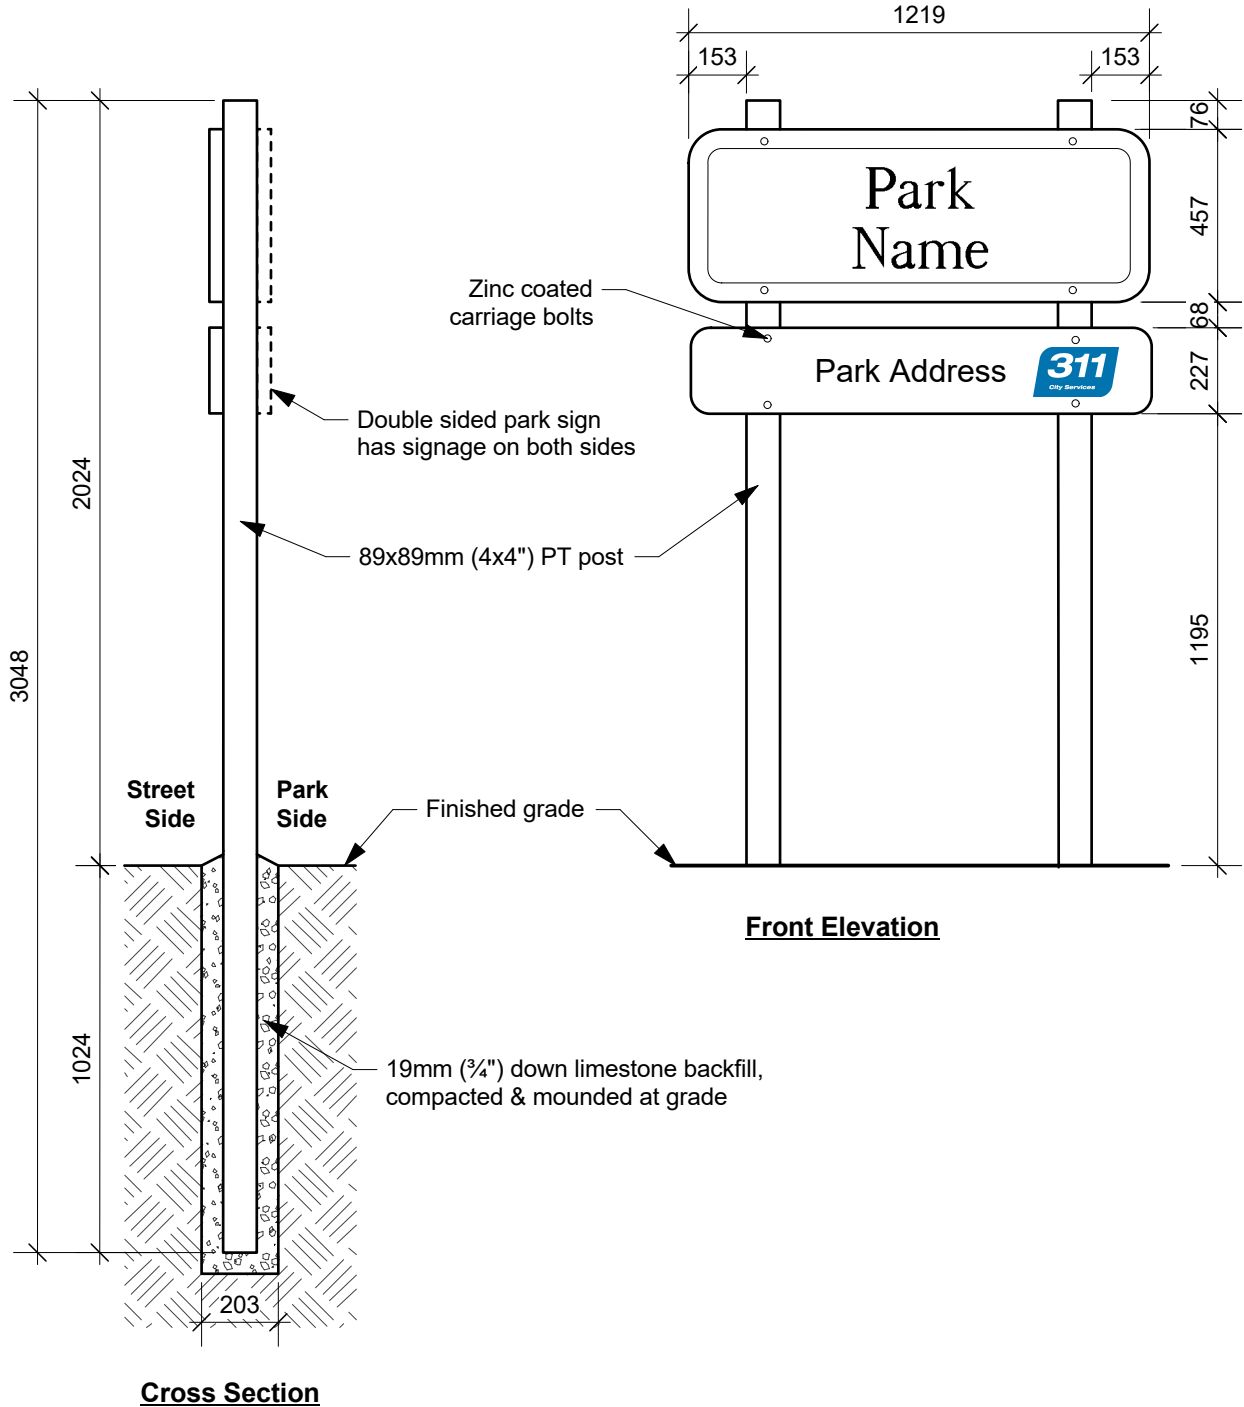 1219
153
153
76
457
68
227
1195
Park
Name
Zinc coated
carriage bolts
Park Address
311
City Services
Double sided park sign
has signage on both sides
2024
3048
89x89mm (4x4") PT post
Street
Side
Park
Side
Finished grade
Front Elevation
1024
19mm (¾") down limestone backfill,
compacted & mounded at grade
203
Cross Section